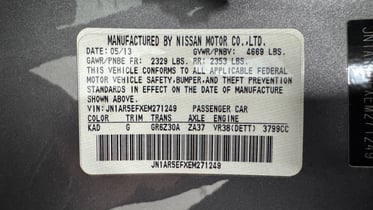 MANUFACTURED BY NISSAN MOTOR CO.,LTD.
DATE: 05/13 GVWR/PNBV: 4669 LBS.
GAWR/PNBE FR: 2329 LBS. RR: 2353 LBS.
THIS VEHICLE CONFORMS TO ALL APPLICABLE FEDERAL
MOTOR VEHICLE SAFETY,BUMPER,AND THEFT PREVENTION
STANDARDS IN EFFECT ON THE DATE OF MANUFACTURE
SHOWN ABOVE.
VIN: JN1AR5EFXEM271249 PASSENGER CAR
COLOR TRIM TRANS AXLE ENGINE
KAD G GR6Z30A ZA37 VR38(DETT) 3799CC
JN1AR5EFXEM271249
JN1AR5EFXEM271249